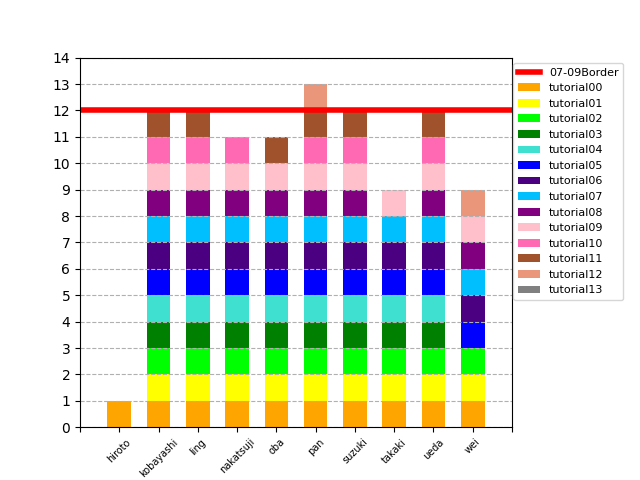 14
13
12
11
10
9
8
7
6
5
4
3
2
1
0
hiroto
kobayashi
ling
nakatsuji
oba
pan
suzuki
takaki
ueda
wei
07-09Border
tutorial00
tutorial01
tutorial02
tutorial03
tutorial04
tutorial05
tutorial06
tutorial07
tutorial08
tutorial09
tutorial10
tutorial11
tutorial12
tutorial13